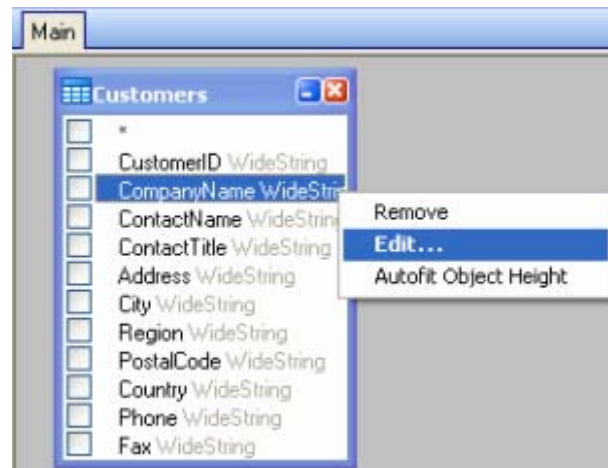 Main
Customers
*
CustomerID WideString
CompanyName WideStrin
ContactName WideString
ContactTitle WideString
Address WideString
City WideString
Region WideString
PostalCode WideString
Country WideString
Phone WideString
Fax WideString
Remove
Edit...
Autofit Object Height